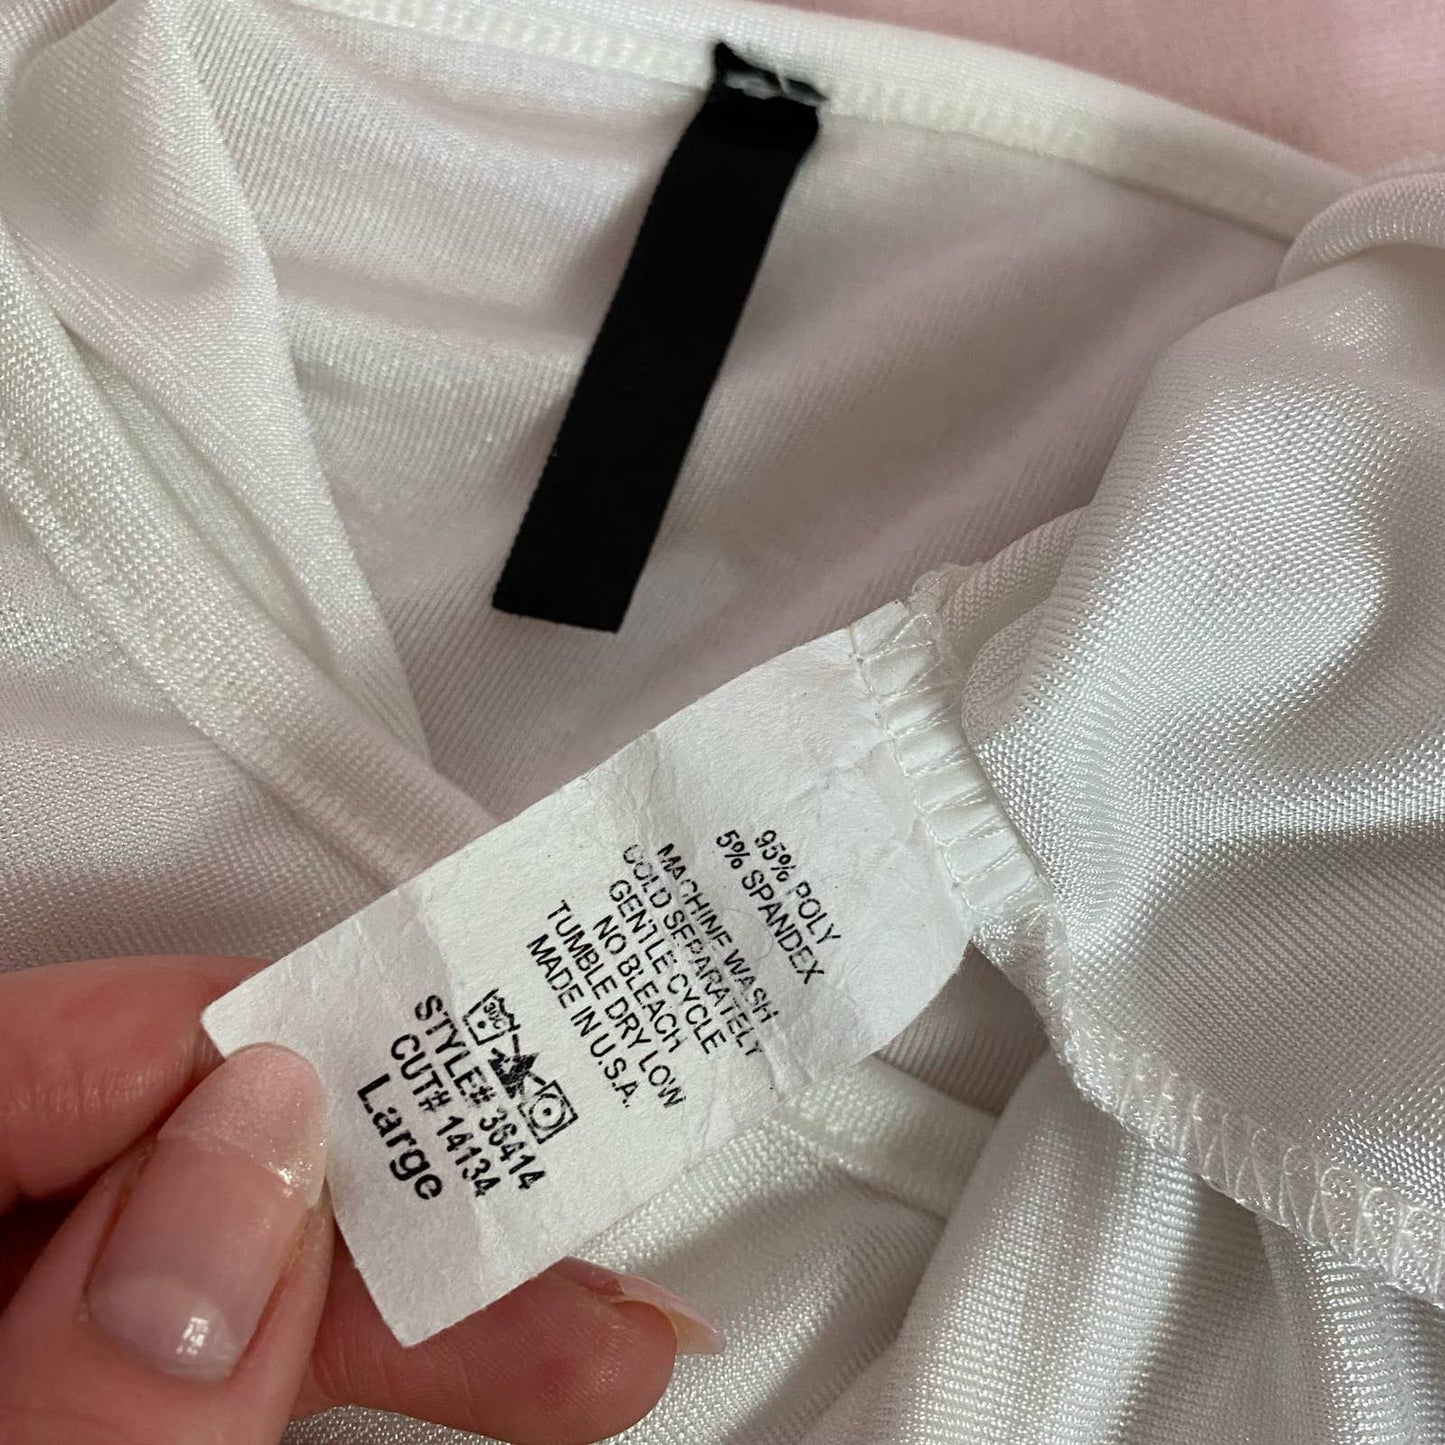 95% POLY
5% SPANDEX
MACHINE WASH
COLD SEPARATELY
GENTLE CYCLE
NO BLEACH
TUMBLE DRY LOW
MADE IN U.S.A.
30C
STYLE# 36414
CUT# 14134
Large